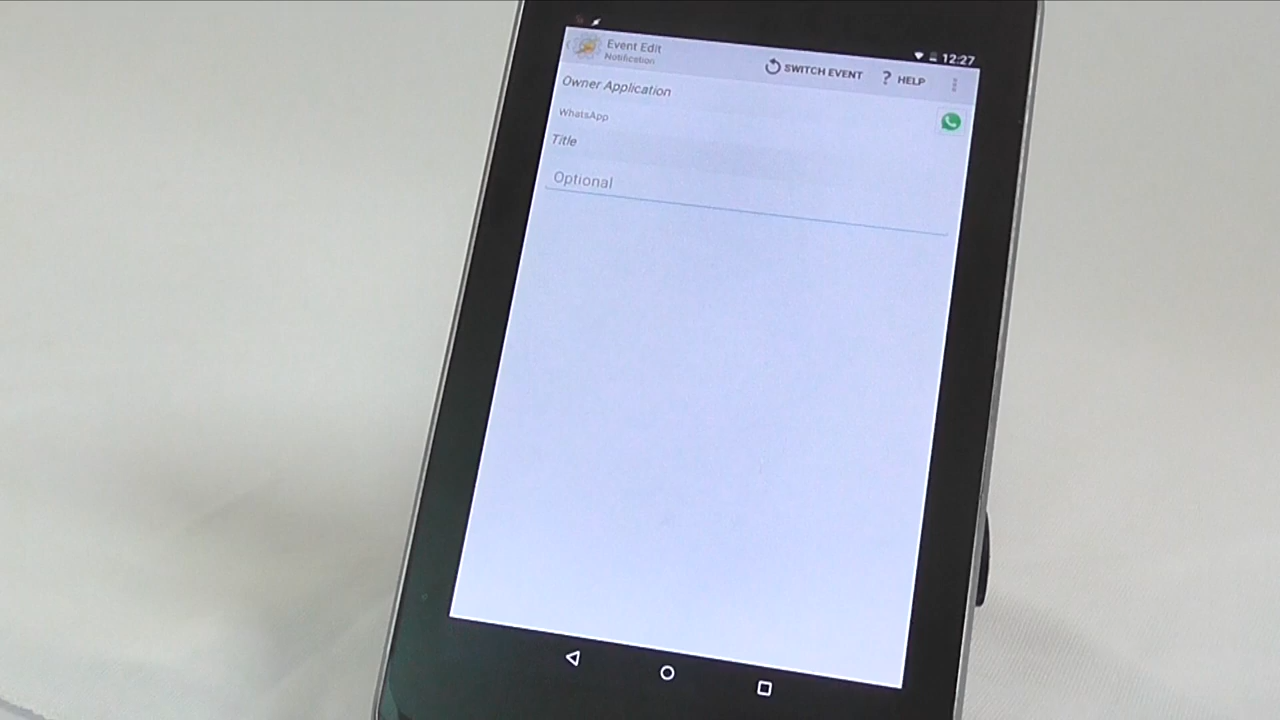 12:27
Event Edit
Notification
SWITCH EVENT
? HELP
Owner Application
WhatsApp
Title
Optional